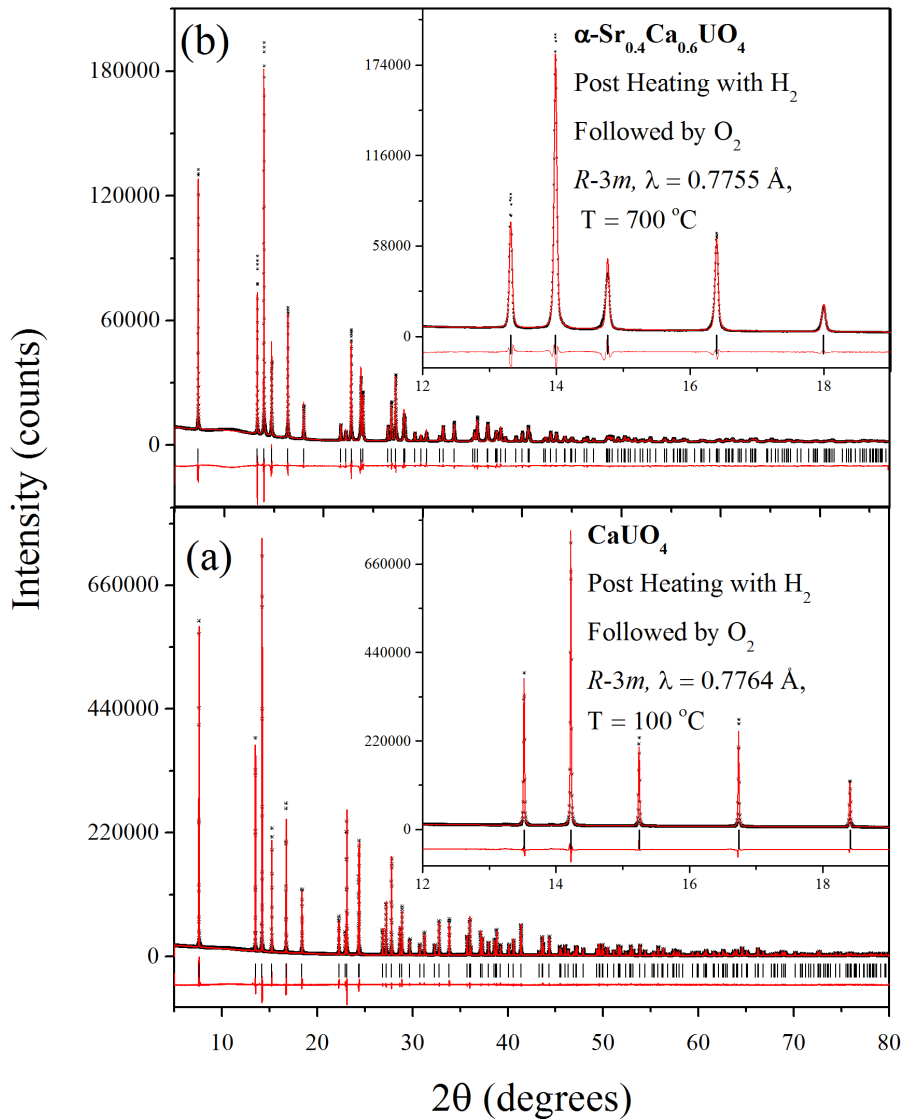 (b)
α-Sr0.4Ca0.6UO4
Post Heating with H2
Followed by O2
R-3m, λ = 0.7755 Å,
T = 700 oC
180000
120000
60000
0
174000
116000
58000
0
12 14 16 18
Intensity (counts)
(a)
CaUO4
Post Heating with H2
Followed by O2
R-3m, λ = 0.7764 Å,
T = 100 oC
660000
440000
220000
0
660000
440000
220000
0
12 14 16 18
10 20 30 40 50 60 70 80
2θ (degrees)